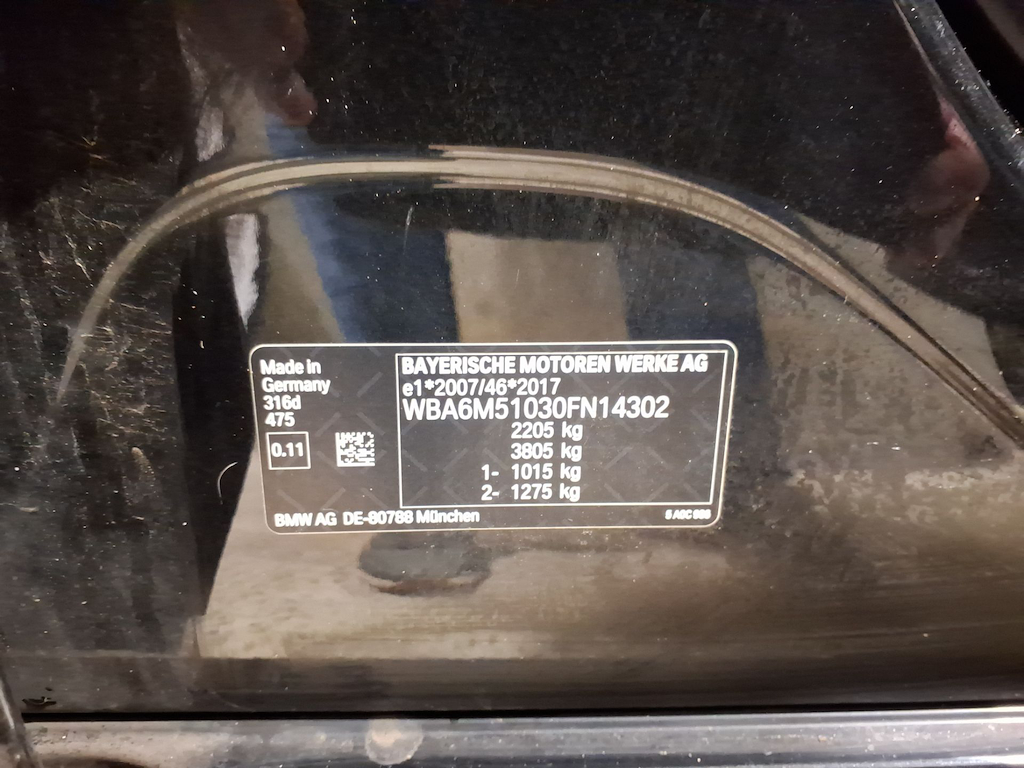 Made in
Germany
316d
475
0.11
BAYERISCHE MOTOREN WERKE AG
e1*2007/46*2017
WBA6M51030FN14302
2205 kg
3805 kg
1- 1015 kg
2- 1275 kg
BMW AG DE-80788 München